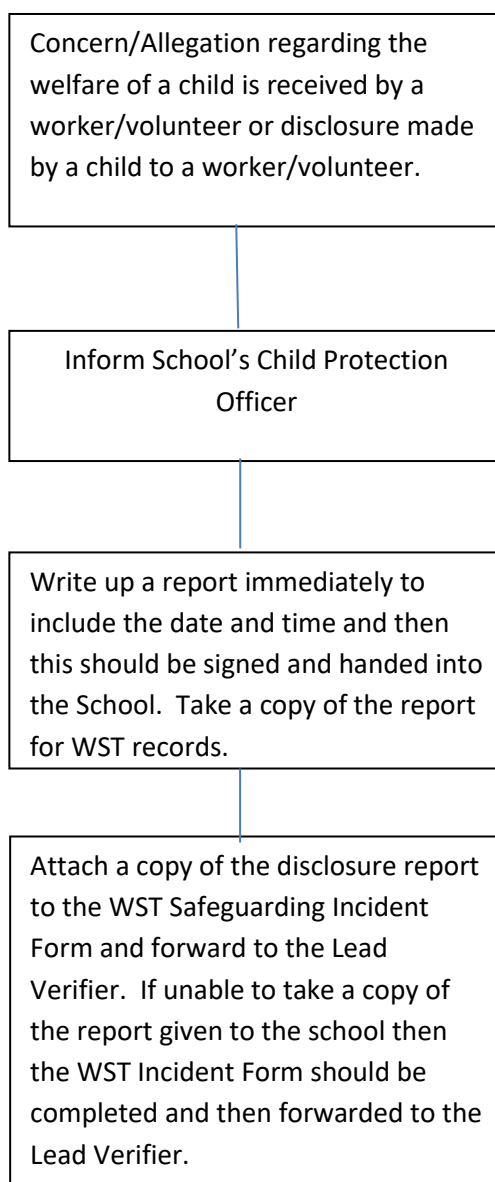 Concern/Allegation regarding the
welfare of a child is received by a
worker/volunteer or disclosure made
by a child to a worker/volunteer.
Inform School’s Child Protection
Officer
Write up a report immediately to
include the date and time and then
this should be signed and handed into
the School.  Take a copy of the report
for WST records.
Attach a copy of the disclosure report
to the WST Safeguarding Incident
Form and forward to the Lead
Verifier.  If unable to take a copy of
the report given to the school then
the WST Incident Form should be
completed and then forwarded to the
Lead Verifier.